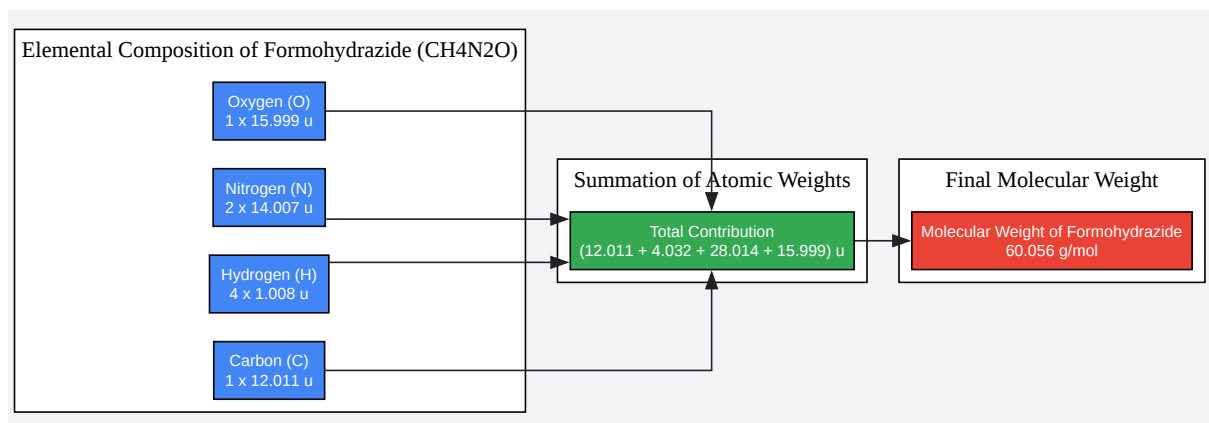 Elemental Composition of Formohydrazide (CH4N2O)
Oxygen (O)
1 x 15.999 u
Nitrogen (N)
2 x 14.007 u
Hydrogen (H)
4 x 1.008 u
Carbon (C)
1 x 12.011 u
Summation of Atomic Weights
Total Contribution
(12.011 + 4.032 + 28.014 + 15.999) u
Final Molecular Weight
Molecular Weight of Formohydrazide
60.056 g/mol